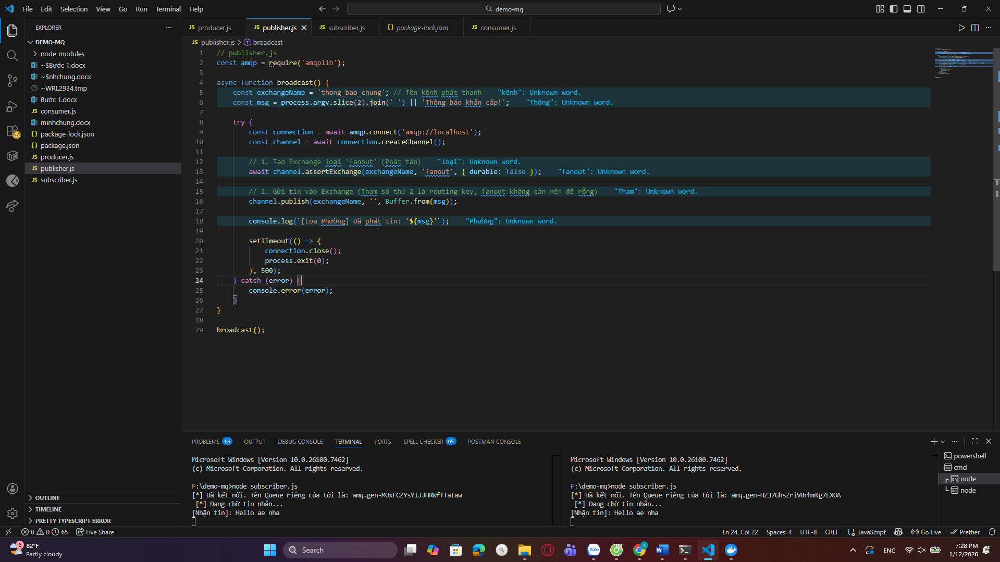 File Edit Selection View Go Run Terminal Help
demo-mq
EXPLORER
DEMO-MQ
node_modules
~$Bước 1.docx
~$nhchung.docx
~WRL2934.tmp
Bước 1.docx
consumer.js
minhchung.docx
package-lock.json
package.json
producer.js
publisher.js
subscriber.js
OUTLINE
TIMELINE
PRETTY TYPESCRIPT ERROR
JS producer.js JS publisher.js JS subscriber.js {} package-lock.json JS consumer.js
JS publisher.js > broadcast
1 // publisher.js
2 const amqp = require('amqplib');
3
4 async function broadcast() {
5 const exchangeName = 'thong_bao_chung'; // Tên kênh phát thanh "kênh": Unknown word.
6 const msg = process.argv.slice(2).join(' ') || 'Thông báo khẩn cấp!'; "Thông": Unknown word.
7
8 try {
9 const connection = await amqp.connect('amqp://localhost');
10 const channel = await connection.createChannel();
11
12 // 1. Tạo Exchange loại 'fanout' (Phát tán) "loại": Unknown word.
13 await channel.assertExchange(exchangeName, 'fanout', { durable: false }); "fanout": Unknown word.
14
15 // 2. Gửi tin vào Exchange (Tham số thứ 2 là routing key, fanout không cần nên để rỗng) "Tham": Unknown word.
16 channel.publish(exchangeName, '', Buffer.from(msg));
17
18 console.log(`[Loa Phường] Đã phát tin: '${msg}'`); "Phường": Unknown word.
19
20 setTimeout(() => {
21 connection.close();
22 process.exit(0);
23 }, 500);
24 } catch (error) {
25 console.error(error);
26 }
27 }
28
29 broadcast();
PROBLEMS 65 OUTPUT DEBUG CONSOLE TERMINAL PORTS SPELL CHECKER 65 POSTMAN CONSOLE
Microsoft Windows [Version 10.0.26100.7462]
(c) Microsoft Corporation. All rights reserved.
F:\demo-mq>node subscriber.js
[*] Đã kết nối. Tên Queue riêng của tôi là: amq.gen-MOxFCZYsYIJJHRWfTTataw
[*] Đang chờ tin nhắn...
[Nhận tin]: Hello ae nha
Microsoft Windows [Version 10.0.26100.7462]
(c) Microsoft Corporation. All rights reserved.
F:\demo-mq>node subscriber.js
[*] Đã kết nối. Tên Queue riêng của tôi là: amq.gen-HZ37GhsZriV0rhmKg7EXOA
[*] Đang chờ tin nhắn...
[Nhận tin]: Hello ae nha
powershell
cmd
node
node
0 0 65 Live Share
Ln 24, Col 22 Spaces: 4 UTF-8 CRLF {} JavaScript Go Live Prettier
6
82°F
Partly cloudy
Search
Zalo
T
ENG
7:28 PM
1/12/2026